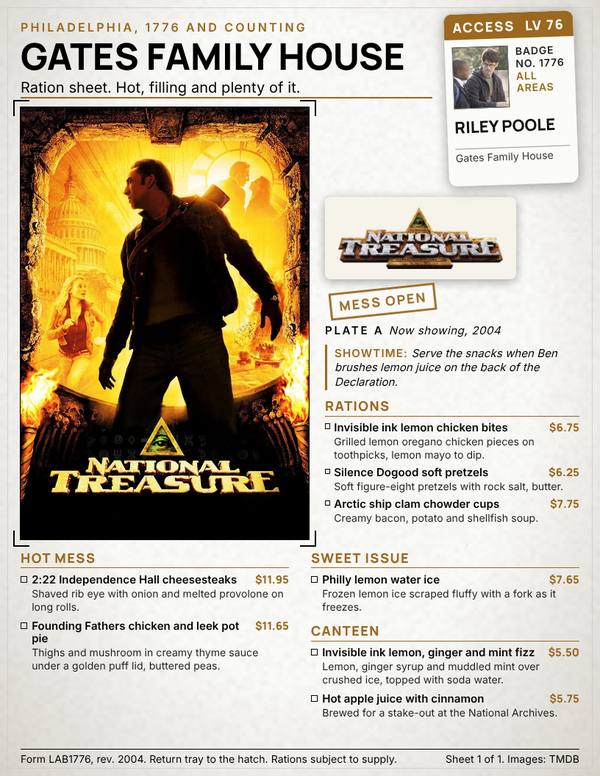 PHILADELPHIA, 1776 AND COUNTING
GATES FAMILY HOUSE
Ration sheet. Hot, filling and plenty of it.
ACCESS LV 76
BADGE
NO. 1776
ALL
AREAS
RILEY POOLE
Gates Family House
NATIONAL
TREASURE
NATIONAL
TREASURE
MESS OPEN
PLATE A Now showing, 2004
SHOWTIME: Serve the snacks when Ben
brushes lemon juice on the back of the
Declaration.
RATIONS
Invisible ink lemon chicken bites $6.75
Grilled lemon oregano chicken pieces on
toothpicks, lemon mayo to dip.
Silence Dogood soft pretzels $6.25
Soft figure-eight pretzels with rock salt, butter.
Arctic ship clam chowder cups $7.75
Creamy bacon, potato and shellfish soup.
HOT MESS
2:22 Independence Hall cheesesteaks $11.95
Shaved rib eye with onion and melted provolone on
long rolls.
Founding Fathers chicken and leek pot $11.65
pie
Thighs and mushroom in creamy thyme sauce
under a golden puff lid, buttered peas.
SWEET ISSUE
Philly lemon water ice $7.65
Frozen lemon ice scraped fluffy with a fork as it
freezes.
CANTEEN
Invisible ink lemon, ginger and mint fizz $5.50
Lemon, ginger syrup and muddled mint over
crushed ice, topped with soda water.
Hot apple juice with cinnamon $5.75
Brewed for a stake-out at the National Archives.
Form LAB1776, rev. 2004. Return tray to the hatch. Rations subject to supply. Sheet 1 of 1. Images: TMDB